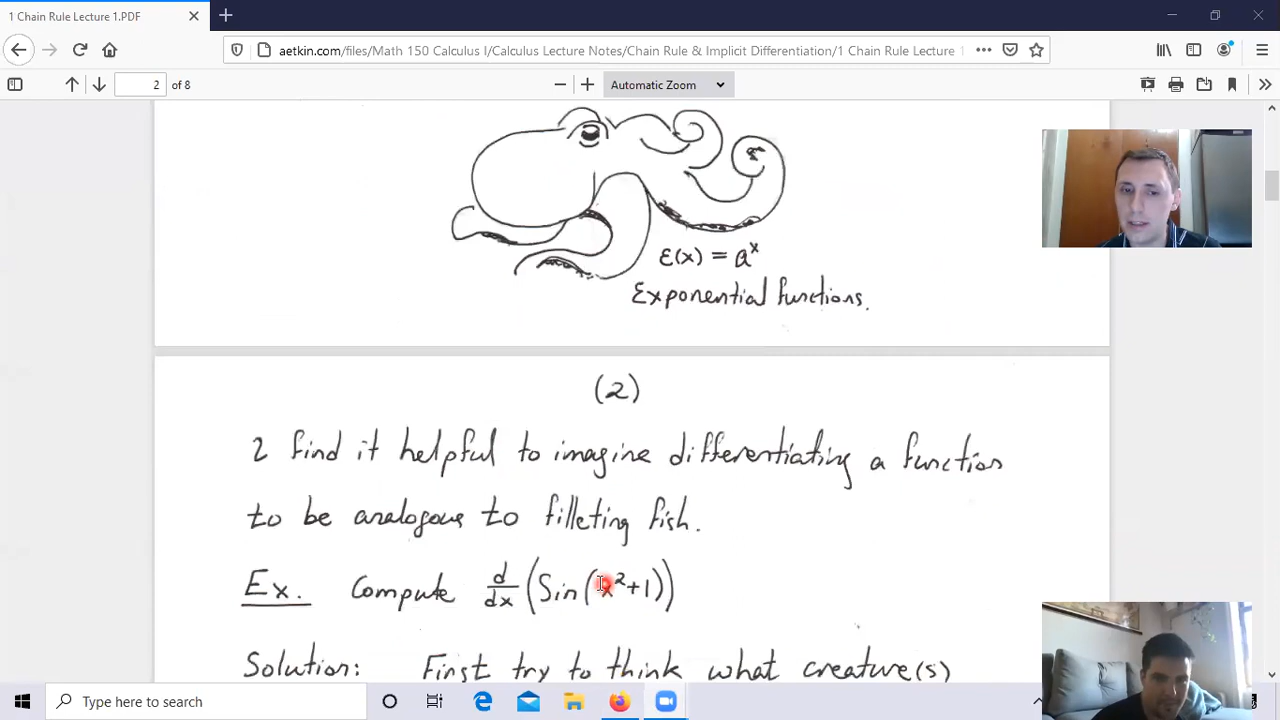 1 Chain Rule Lecture 1.PDF
aetkin.com/files/Math 150 Calculus I/Calculus Lecture Notes/Chain Rule & Implicit Differentiation/1 Chain Rule Lecture 1
2 of 8
Automatic Zoom
ε(x) = a^x
Exponential functions.
(2)
I find it helpful to imagine differentiating a function
to be analogous to filleting fish.
Ex. Compute d/dx (Sin(x²+1))
Solution: First try to think what creature(s)
Type here to search